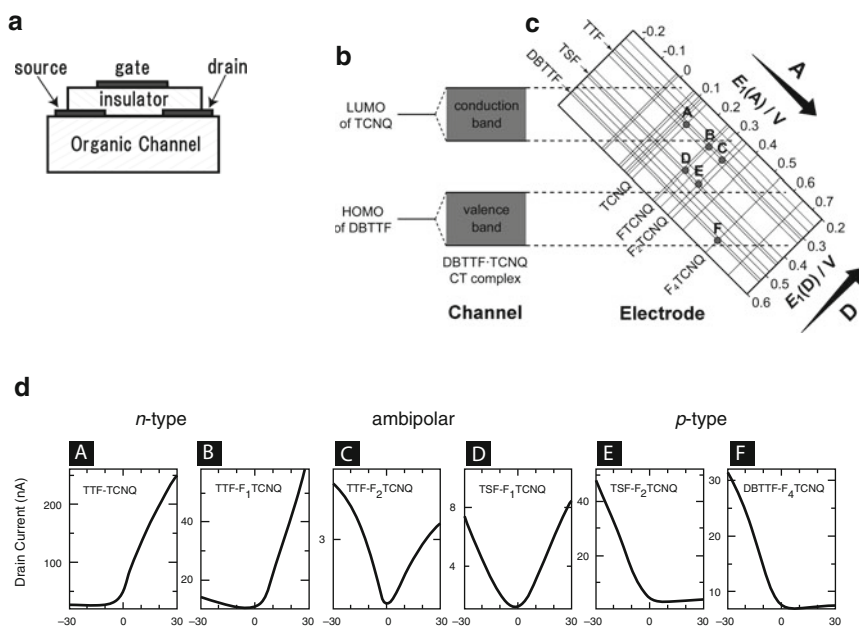 a
source
gate
drain
insulator
Organic Channel
b
LUMO
of TCNQ
conduction
band
HOMO
of DBTTF
valence
band
DBTTF·TCNQ
CT complex
Channel
c
TTF
TSF
DBTTF
-0.2
-0.1
0
0.1
0.2
0.3
0.4
0.5
0.6
0.7
E₁(A) / V
A
A
B
C
D
E
F
TCNQ
FTCNQ
F₂TCNQ
F₄TCNQ
0.2
0.3
0.4
0.5
0.6
E₁(D) / V
D
Electrode
d
n-type
ambipolar
p-type
A
B
C
D
E
F
TTF-TCNQ
TTF-F₁TCNQ
TTF-F₂TCNQ
TSF-F₁TCNQ
TSF-F₂TCNQ
DBTTF-F₄TCNQ
Drain Current (nA)
200
100
40
20
3
8
4
40
20
30
20
10
−30 0 30
−30 0 30
−30 0 30
−30 0 30
−30 0 30
−30 0 30